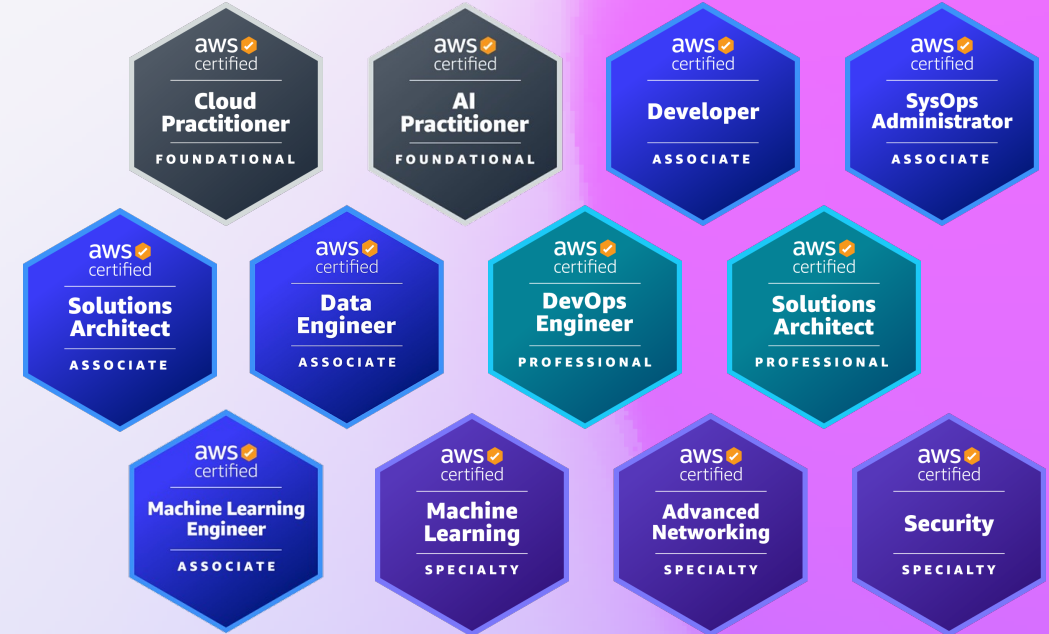 aws
certified
Cloud
Practitioner
FOUNDATIONAL
aws
certified
AI
Practitioner
FOUNDATIONAL
aws
certified
Developer
ASSOCIATE
aws
certified
SysOps
Administrator
ASSOCIATE
aws
certified
Solutions
Architect
ASSOCIATE
aws
certified
Data
Engineer
ASSOCIATE
aws
certified
DevOps
Engineer
PROFESSIONAL
aws
certified
Solutions
Architect
PROFESSIONAL
aws
certified
Machine Learning
Engineer
ASSOCIATE
aws
certified
Machine
Learning
SPECIALTY
aws
certified
Advanced
Networking
SPECIALTY
aws
certified
Security
SPECIALTY